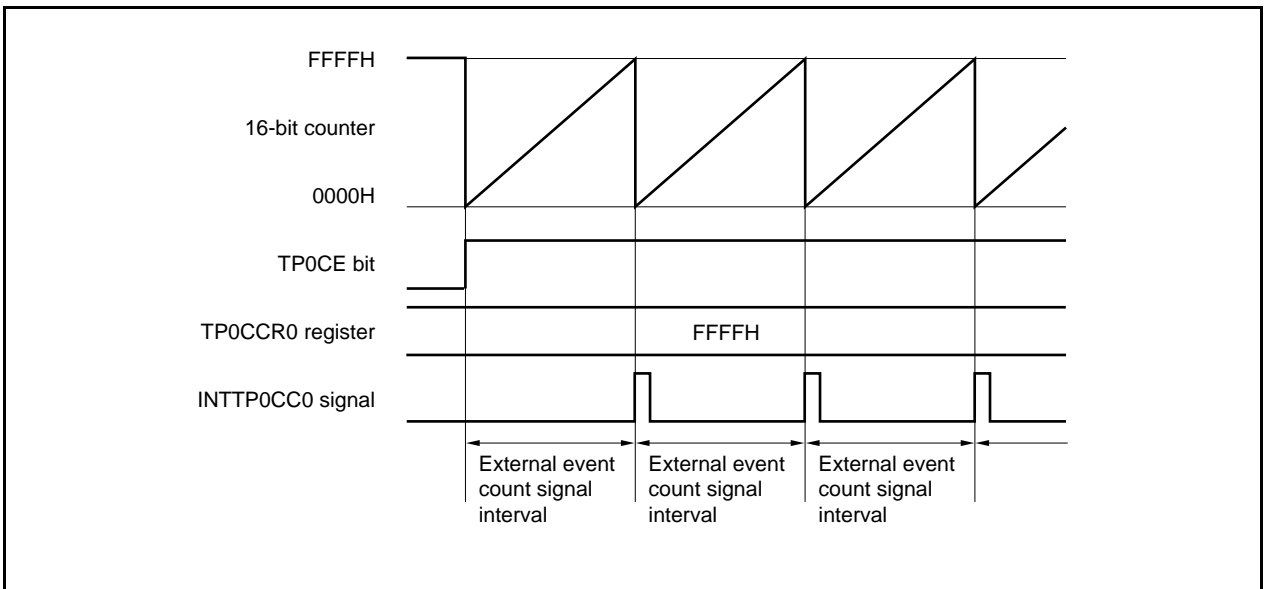 FFFFH
16-bit counter
0000H
TP0CE bit
TP0CCR0 register
FFFFH
INTTP0CC0 signal
External event
count signal
interval
External event
count signal
interval
External event
count signal
interval